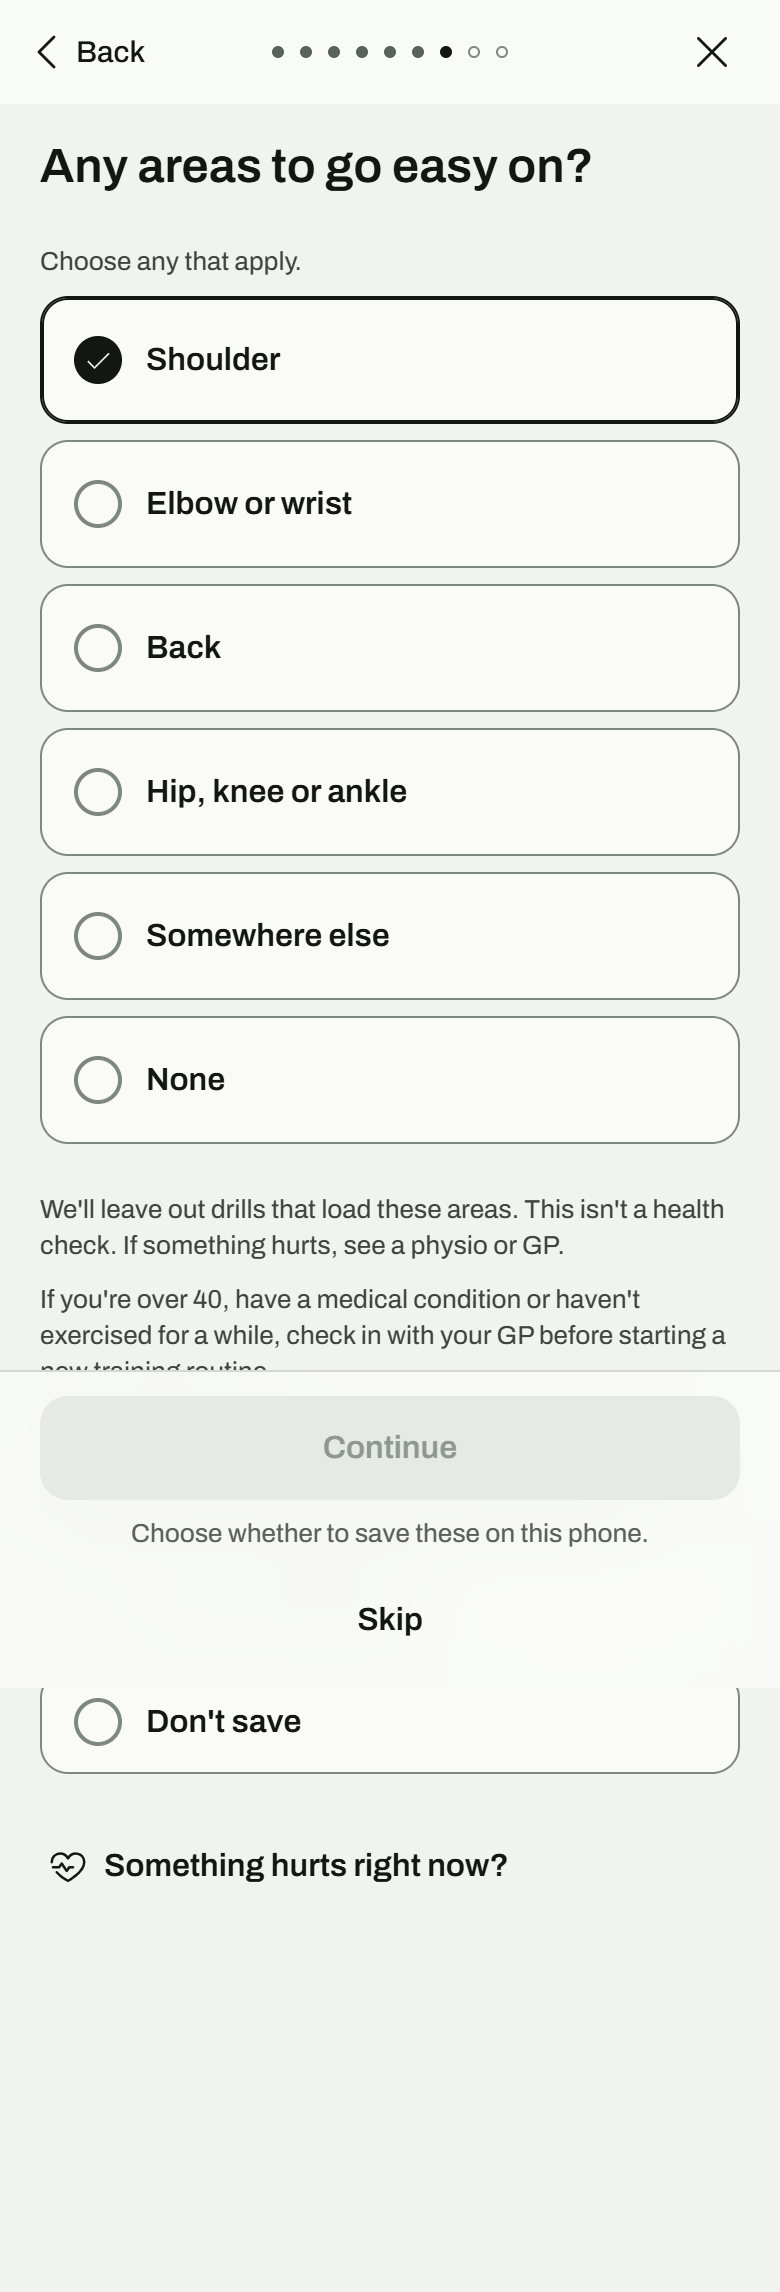 Back
Any areas to go easy on?
Choose any that apply.
Shoulder
Elbow or wrist
Back
Hip, knee or ankle
Somewhere else
None
We'll leave out drills that load these areas. This isn't a health
check. If something hurts, see a physio or GP.
If you're over 40, have a medical condition or haven't
exercised for a while, check in with your GP before starting a
new training routine.
Continue
Choose whether to save these on this phone.
Skip
Don't save
Something hurts right now?